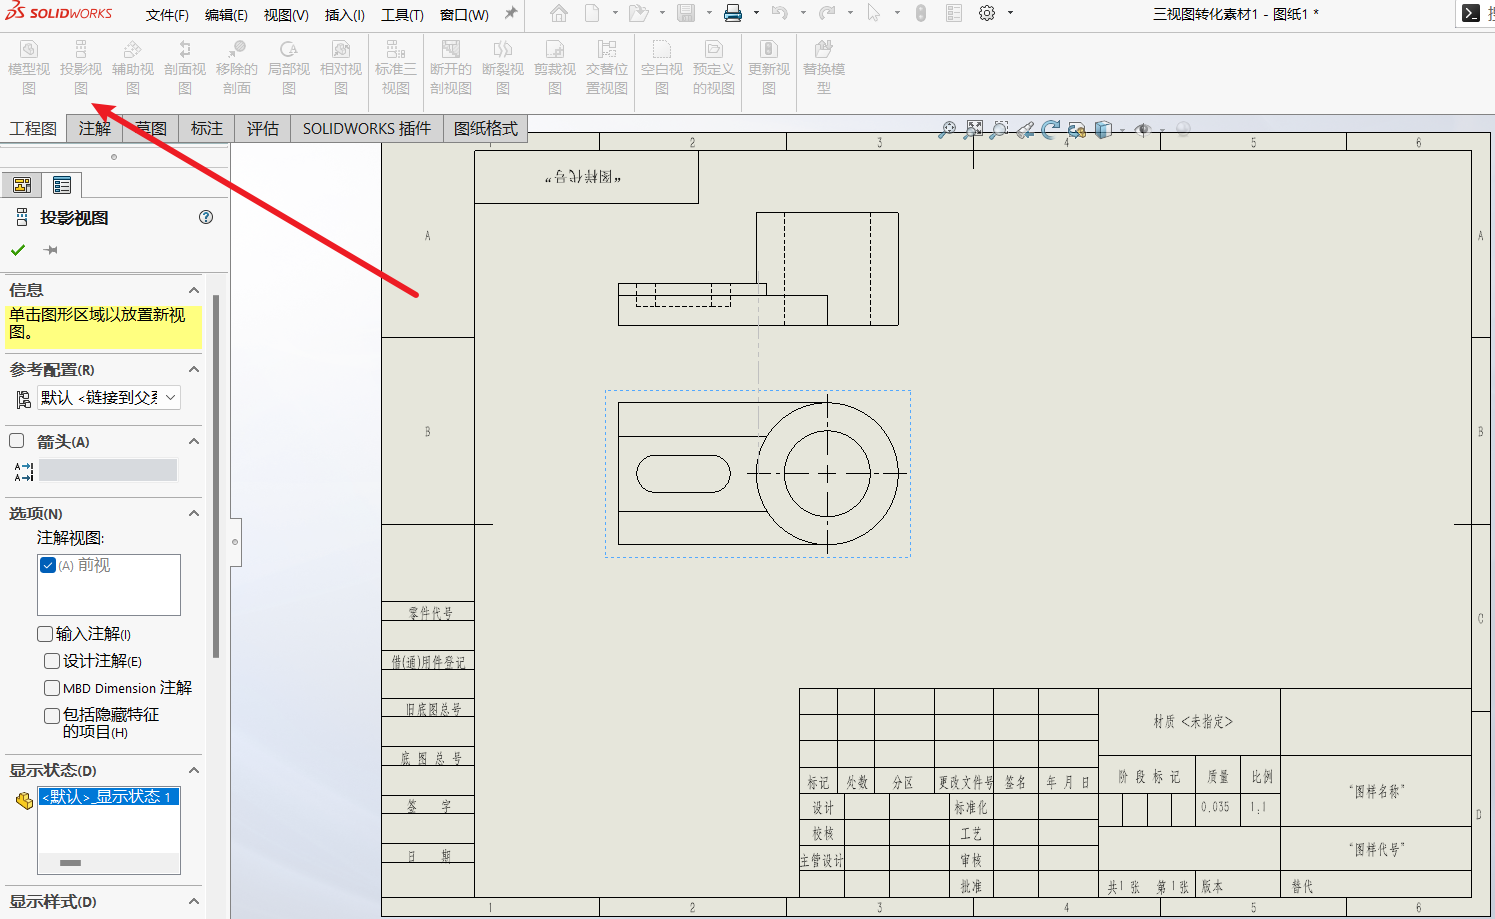 SOLIDWORKS 文件(F) 编辑(E) 视图(V) 插入(I) 工具(T) 窗口(W) 三视图转化素材1 - 图纸1 *
模型视图 投影视图 辅助视图 剖面视图 移除的剖面 局部视图 相对视图 标准三视图 断开的剖视图 断裂视图 剪裁视图 交替位置视图 空白视图 预定义的视图 更新视图 替换模型
工程图 注解 草图 标注 评估 SOLIDWORKS 插件 图纸格式
投影视图
信息
单击图形区域以放置新视
图。
参考配置(R)
默认 <链接到父系
箭头(A)
选项(N)
注解视图:
(A) 前视
输入注解(I)
设计注解(E)
MBD Dimension 注解
包括隐藏特征
的项目(H)
显示状态(D)
<默认>_显示状态 1
显示样式(D)
1 2 3 4 5 6
“图样代号”
A A
B B
C
D
零件代号
借(通)用件登记
旧底图总号
底图总号
签字
日期
标记 处数 分区 更改文件号 签名 年 月 日
设计 标准化
校核 工艺
主管设计 审核
批准
材质 <未指定>
阶段标记 质量 比例
0.035 1:1
“图样名称”
“图样代号”
共1张 第1张 版本 替代
1 2 3 4 5 6